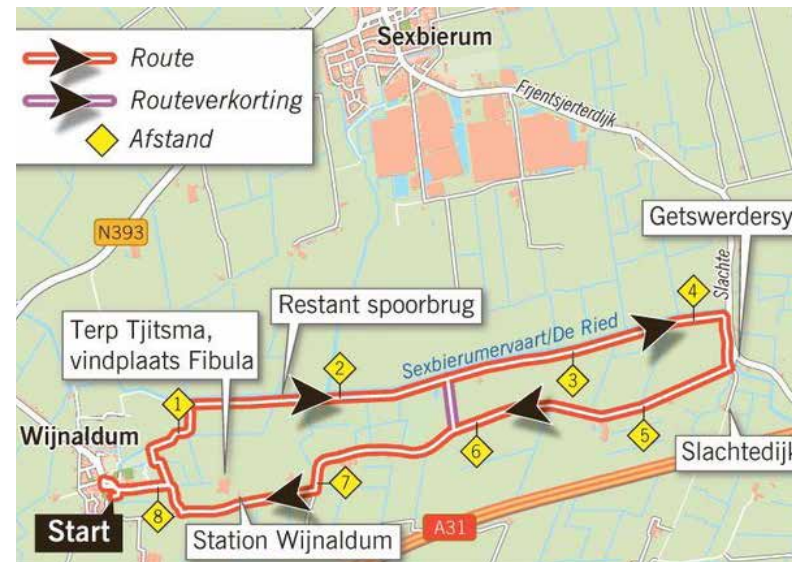 Route
Routeverkorting
Afstand
Sexbierum
Frjentsjerterdijk
N393
Getswerdersy
Slachte
4
Restant spoorbrug
Terp Tjitsma,
vindplaats Fibula
Sexbierumervaart/De Ried
2
3
1
Wijnaldum
5
6
Slachtedijk
7
8
Start
Station Wijnaldum
A31